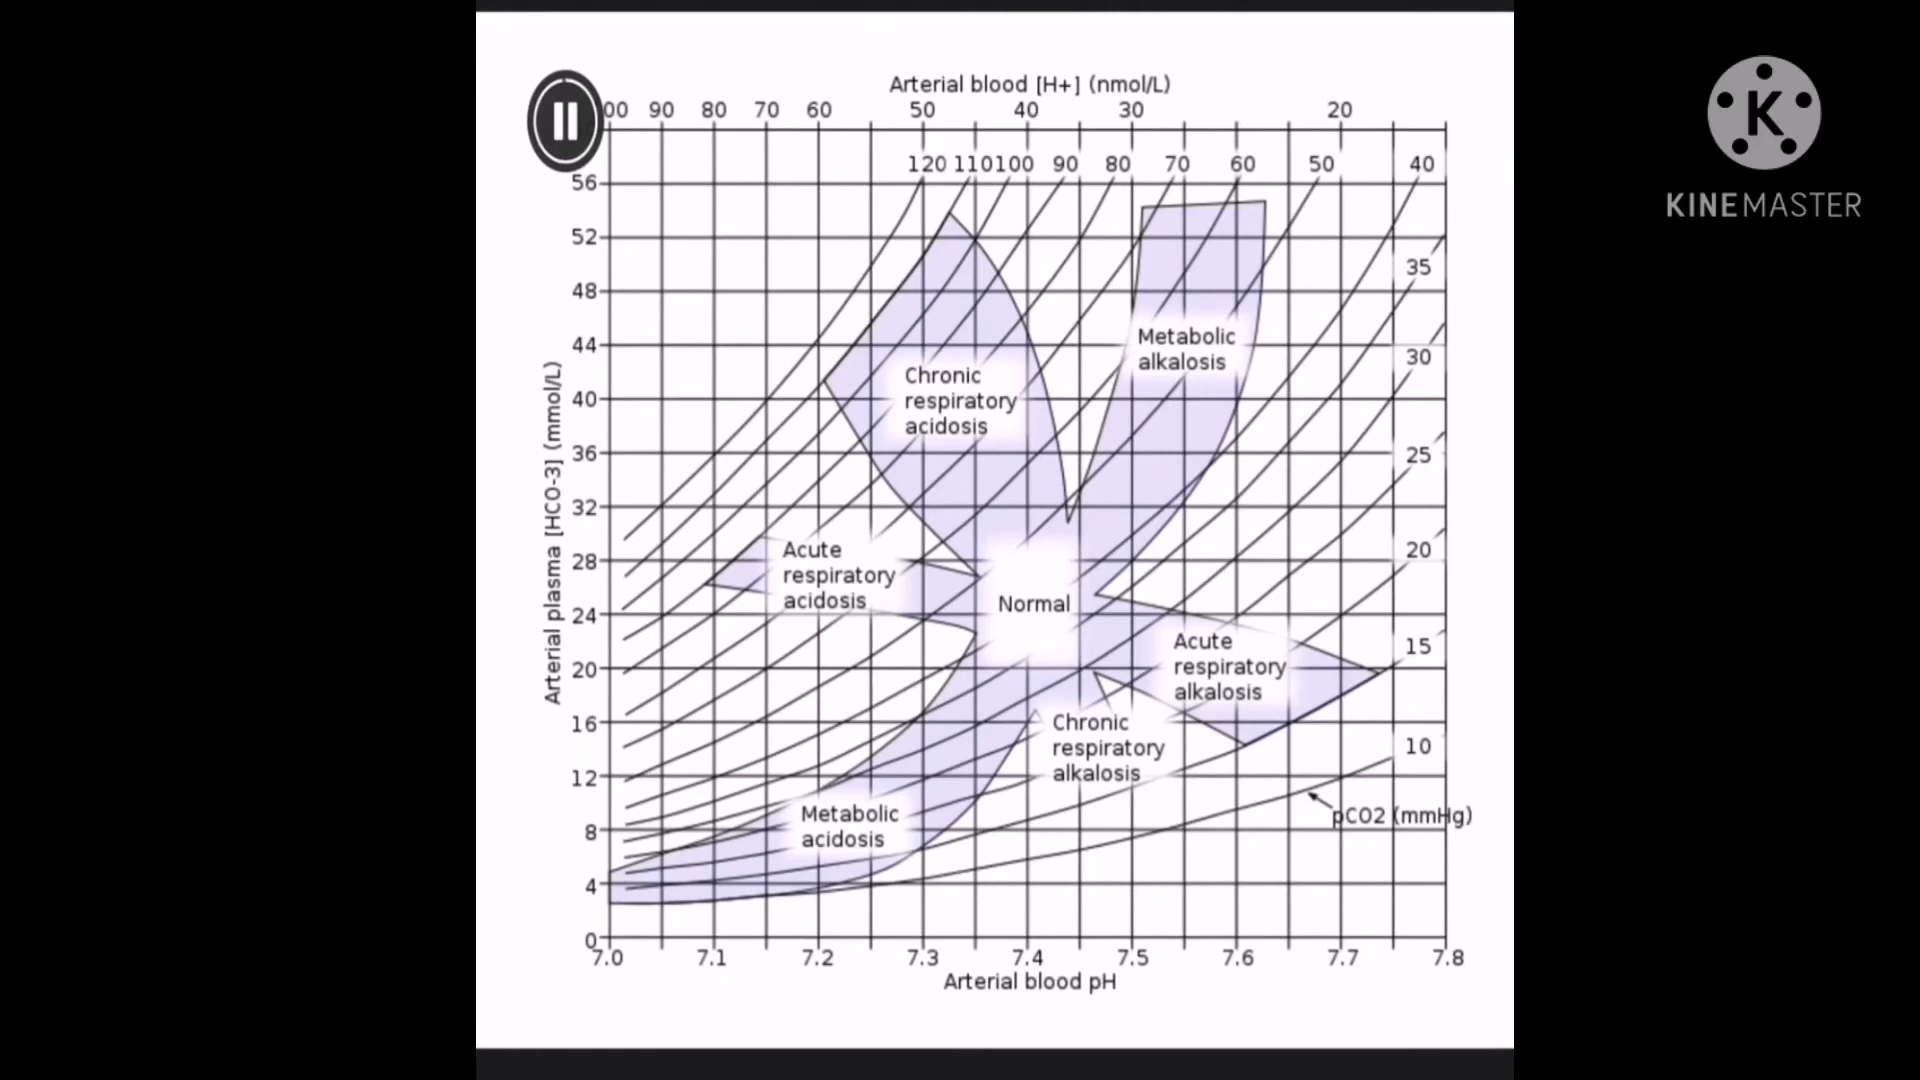 Arterial blood [H+] (nmol/L)
00 90 80 70 60 50 40 30 20
120 110 100 90 80 70 60 50 40
56
52
48
44
40
36
32
28
24
20
16
12
8
4
0
35
30
25
20
15
10
Arterial plasma [HCO-3] (mmol/L)
Metabolic
alkalosis
Chronic
respiratory
acidosis
Acute
respiratory
acidosis
Normal
Acute
respiratory
alkalosis
Chronic
respiratory
alkalosis
Metabolic
acidosis
pCO2 (mmHg)
7.0 7.1 7.2 7.3 7.4 7.5 7.6 7.7 7.8
Arterial blood pH
K
KINEMASTER